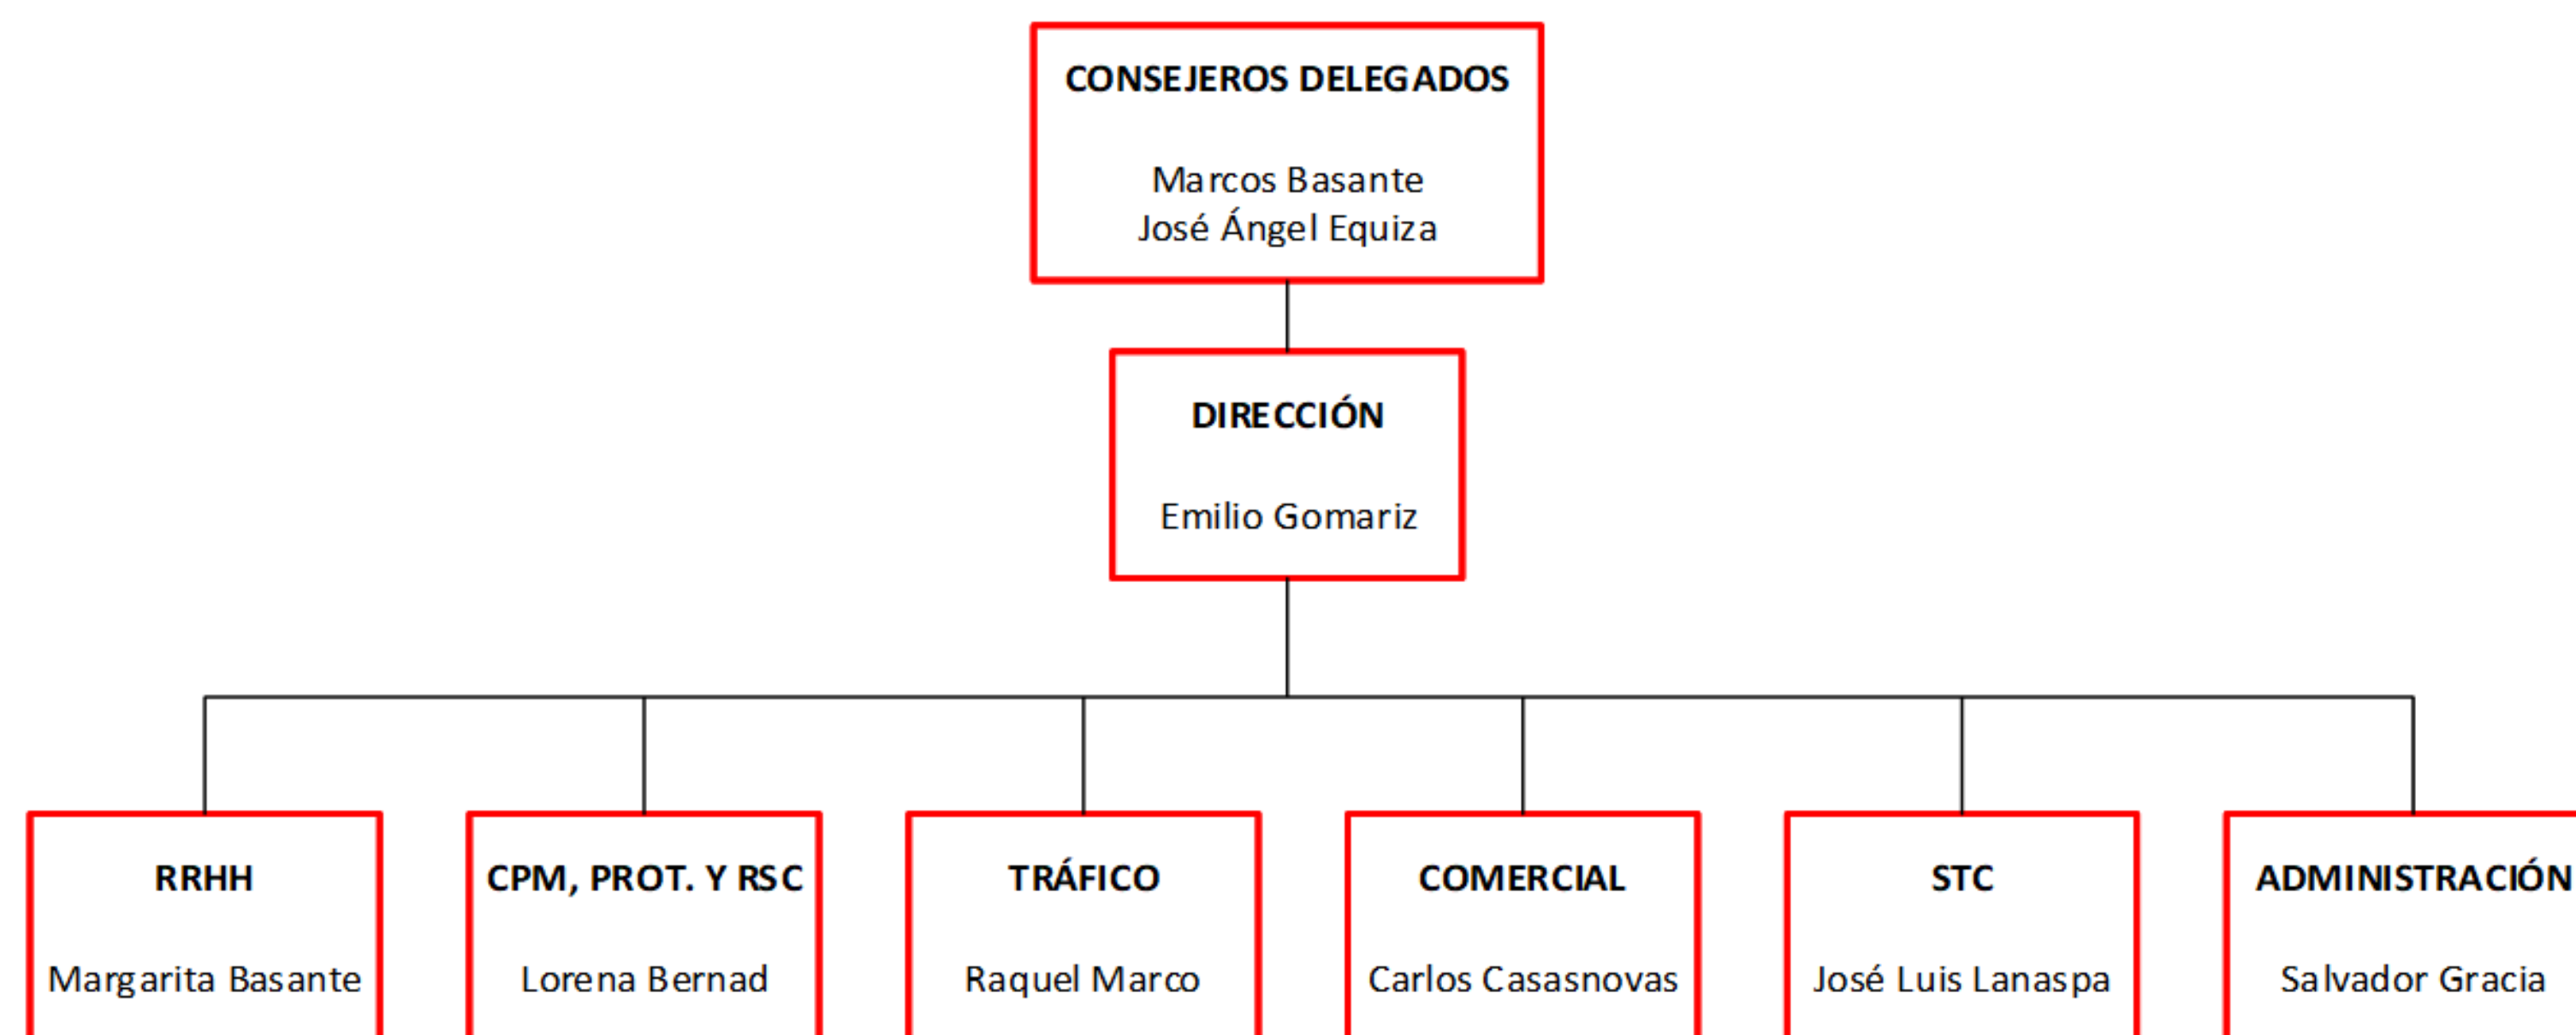 CONSEJEROS DELEGADOS
Marcos Basante
José Ángel Equiza
DIRECCIÓN
Emilio Gomariz
RRHH
Margarita Basante
CPM, PROT. Y RSC
Lorena Bernad
TRÁFICO
Raquel Marco
COMERCIAL
Carlos Casasnovas
STC
José Luis Lanaspa
ADMINISTRACIÓN
Salvador Gracia